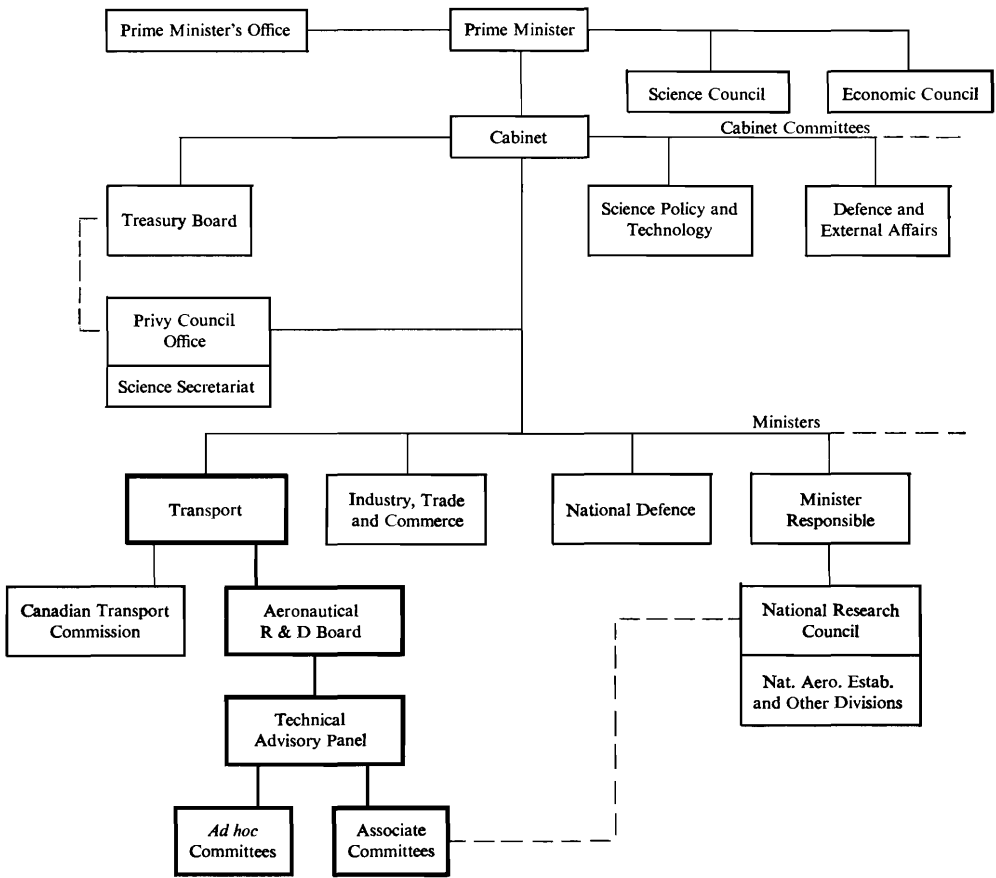 Prime Minister's Office
Prime Minister
Science Council
Economic Council
Cabinet
Cabinet Committees
Treasury Board
Science Policy and
Technology
Defence and
External Affairs
Privy Council
Office
Science Secretariat
Ministers
Transport
Industry, Trade
and Commerce
National Defence
Minister
Responsible
Canadian Transport
Commission
Aeronautical
R & D Board
National Research
Council
Nat. Aero. Estab.
and Other Divisions
Technical
Advisory Panel
Ad hoc
Committees
Associate
Committees